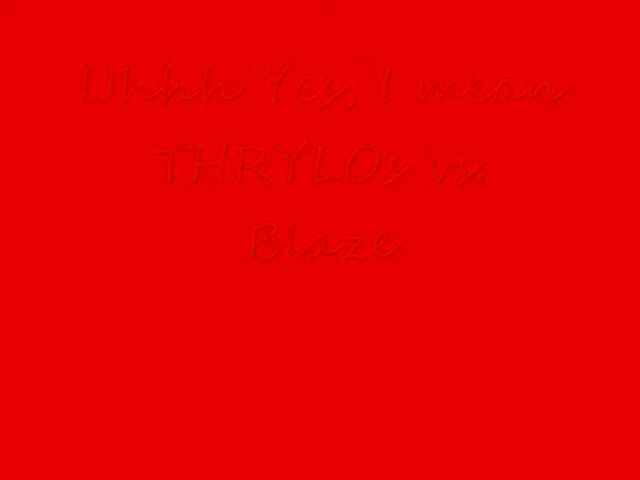 Uhhh Yes, I mean
THRYLOs vs.
Blaze